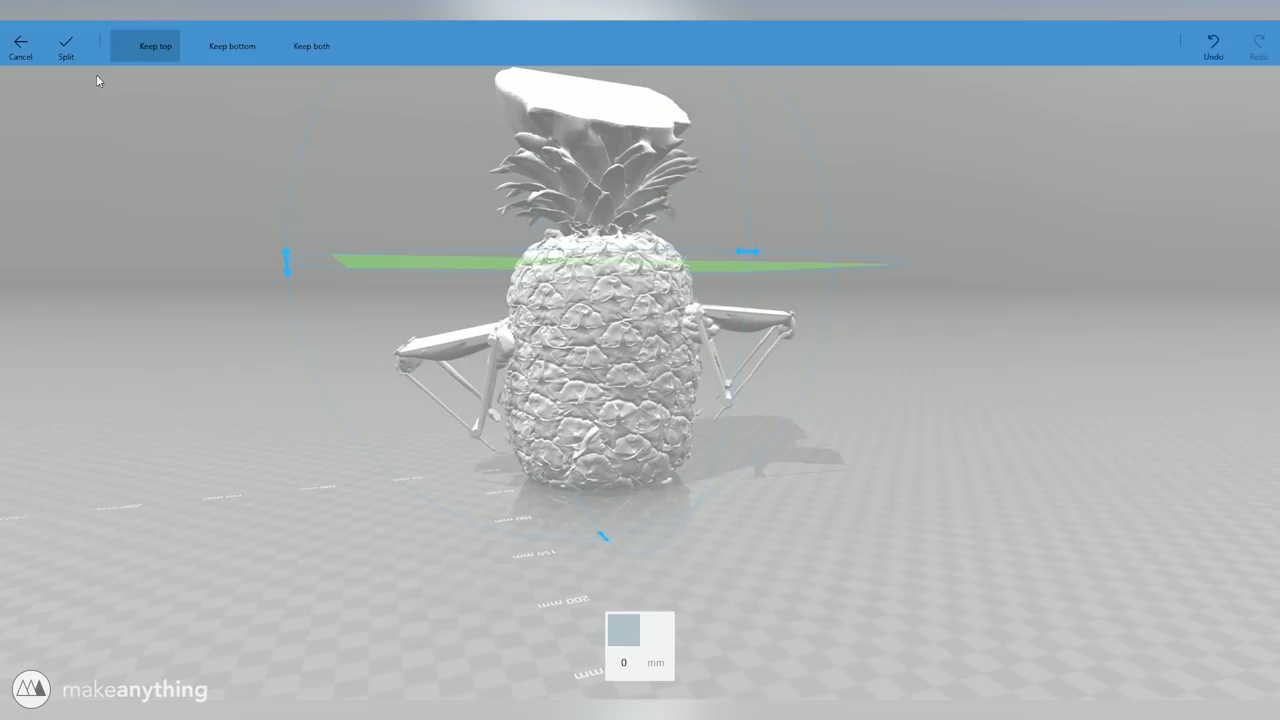 Cancel
Split
Keep top
Keep bottom
Keep both
Undo
Redo
100 mm
150 mm
200 mm
mm
0 mm
makeanything